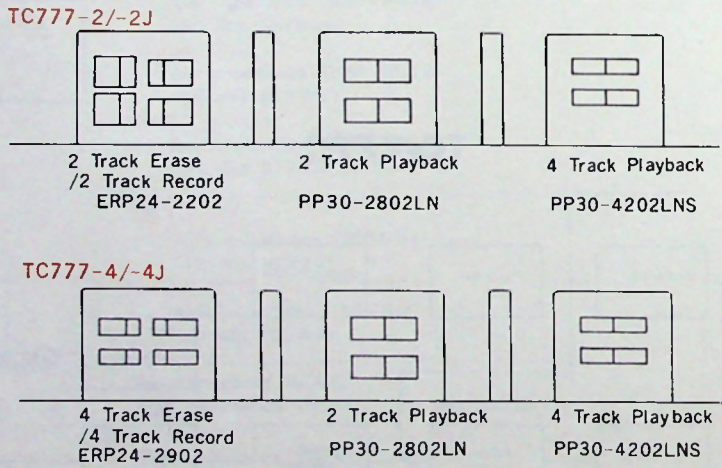 TC777-2/-2J
2 Track Erase
/2 Track Record
ERP24-2202
2 Track Playback
PP30-2802LN
4 Track Playback
PP30-4202LNS
TC777-4/-4J
4 Track Erase
/4 Track Record
ERP24-2902
2 Track Playback
PP30-2802LN
4 Track Playback
PP30-4202LNS